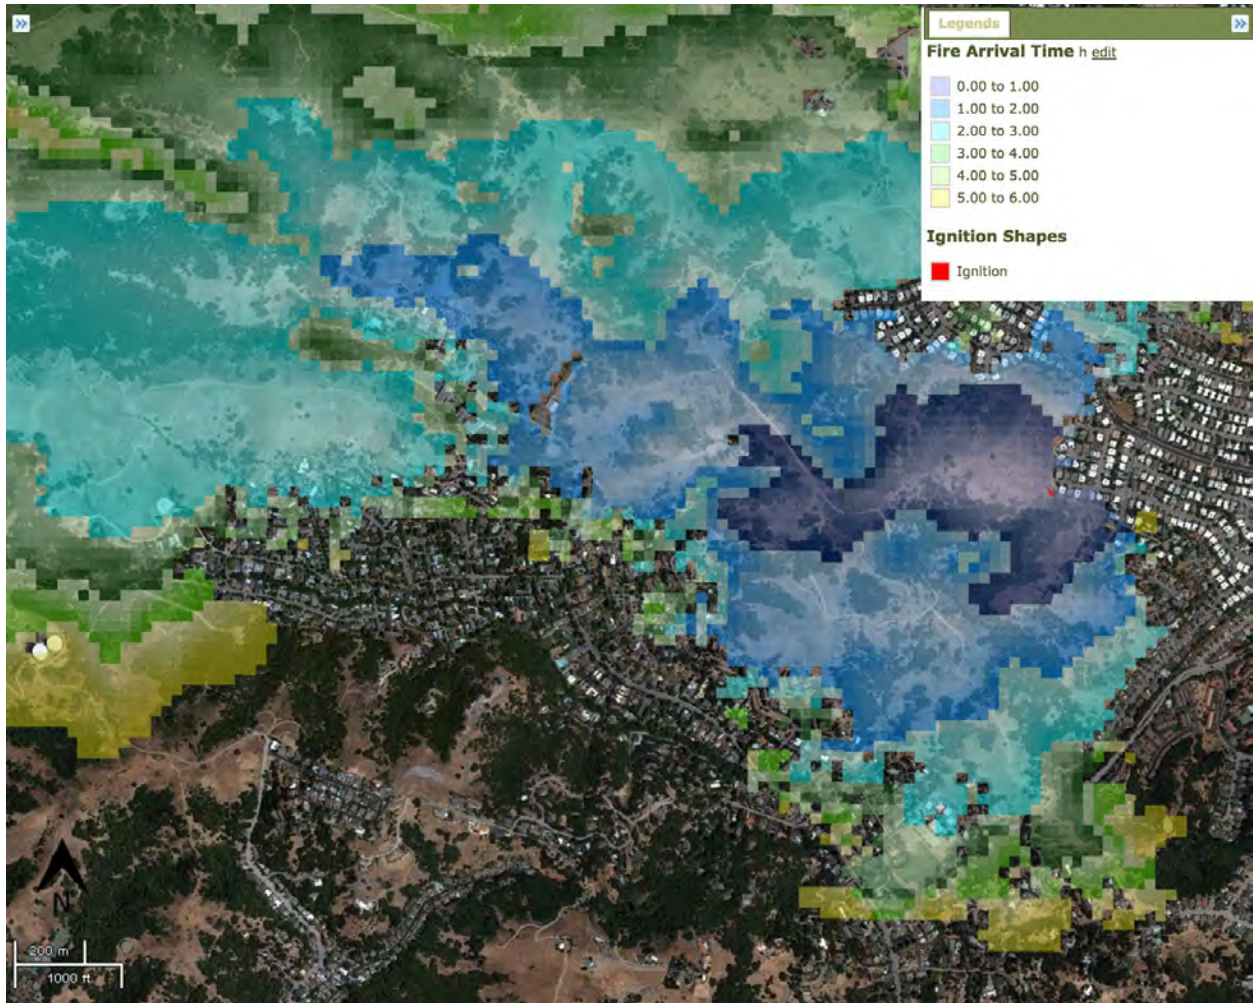 »
Legends
»
Fire Arrival Time h edit
0.00 to 1.00
1.00 to 2.00
2.00 to 3.00
3.00 to 4.00
4.00 to 5.00
5.00 to 6.00
Ignition Shapes
Ignition
N
200 m
1000 ft